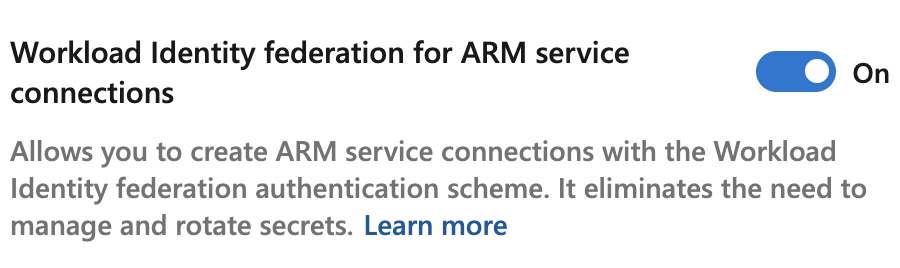 Workload Identity federation for ARM service
connections
On
Allows you to create ARM service connections with the Workload
Identity federation authentication scheme. It eliminates the need to
manage and rotate secrets. Learn more